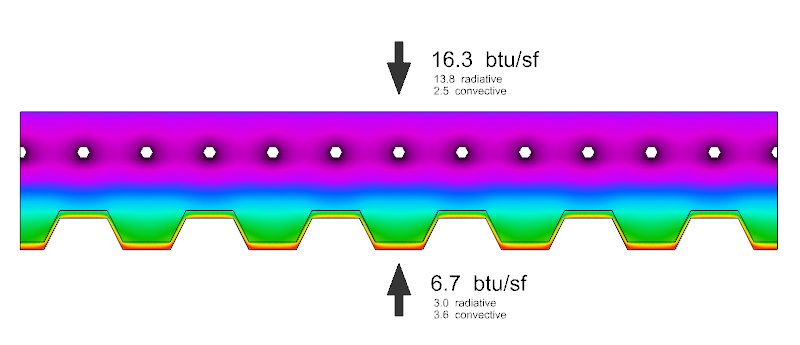 16.3 btu/sf
13.8 radiative
2.5 convective
6.7 btu/sf
3.0 radiative
3.6 convective